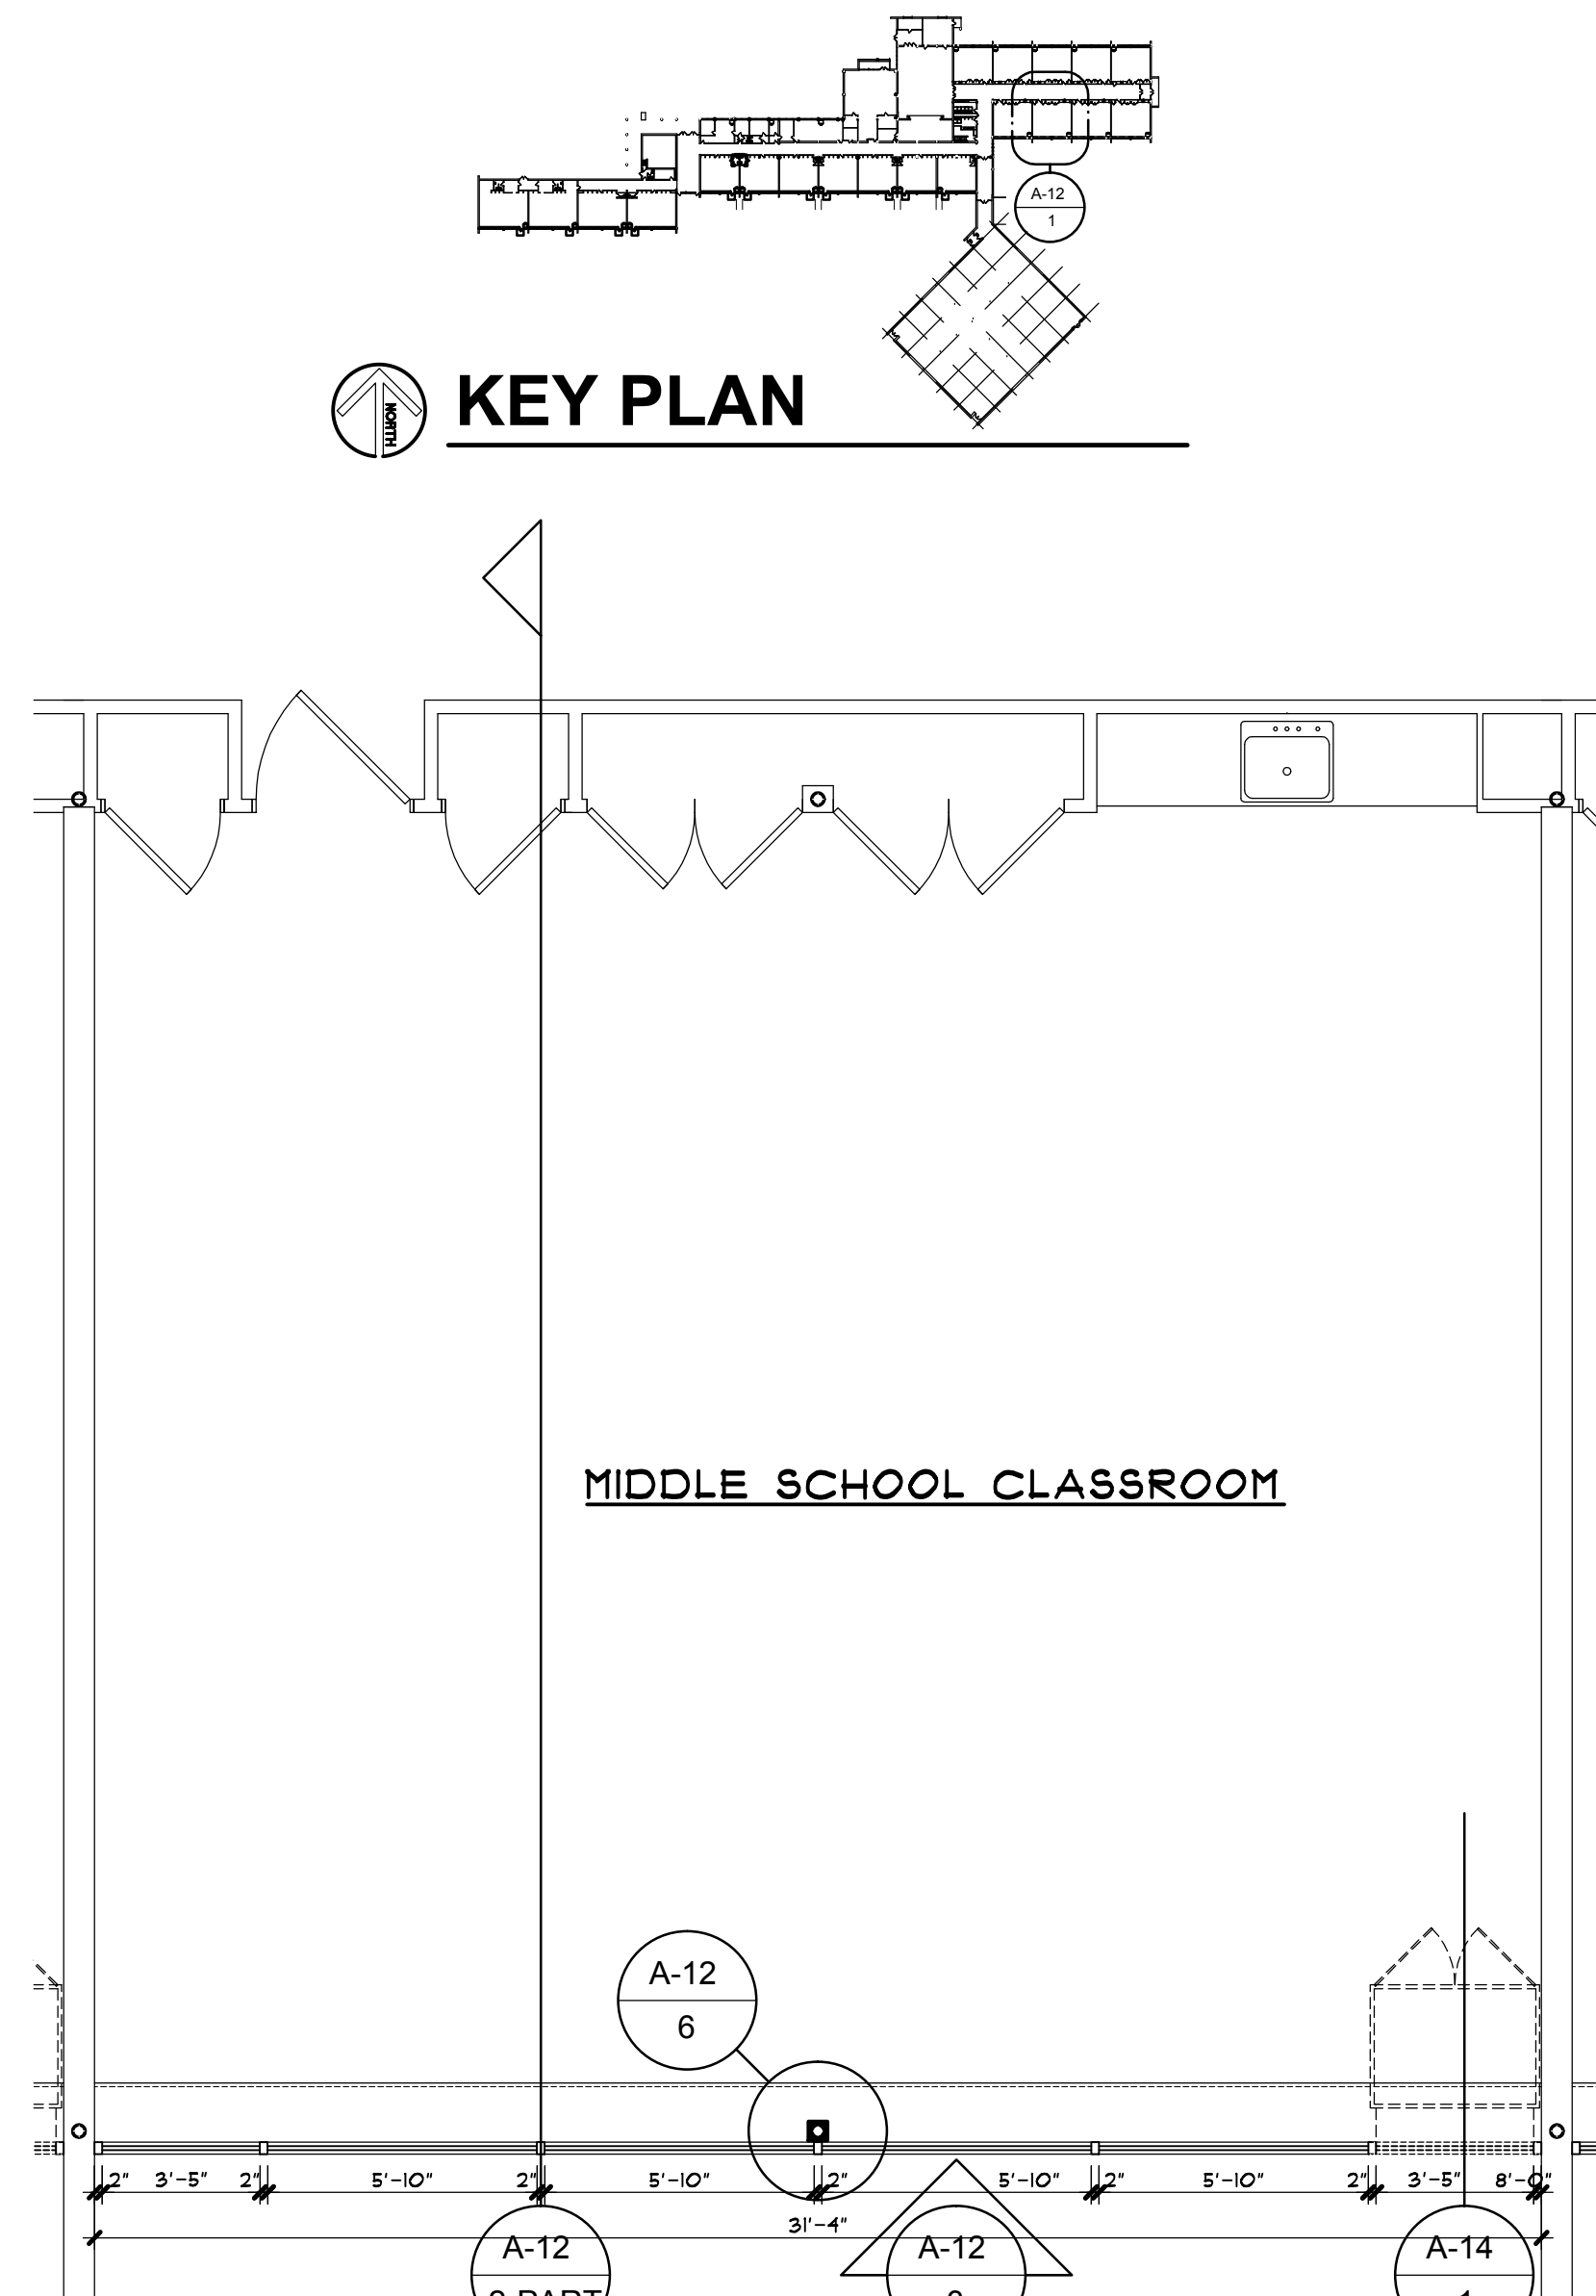 A-12
1
NORTH
KEY PLAN
MIDDLE SCHOOL CLASSROOM
A-12
6
2" 3'-5" 2" 5'-10" 2" 5'-10" 2" 5'-10" 2" 5'-10" 2" 3'-5" 8'-0"
31'-4"
A-12 A-12 A-14